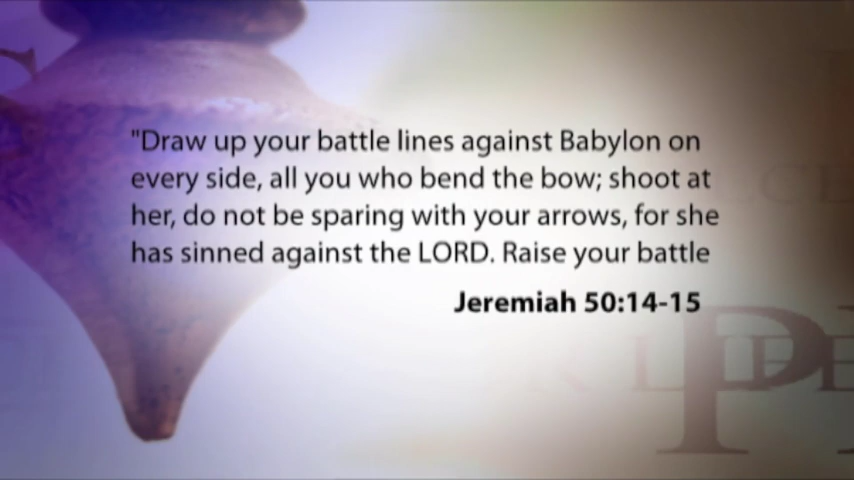 "Draw up your battle lines against Babylon on
every side, all you who bend the bow; shoot at
her, do not be sparing with your arrows, for she
has sinned against the LORD. Raise your battle
Jeremiah 50:14-15